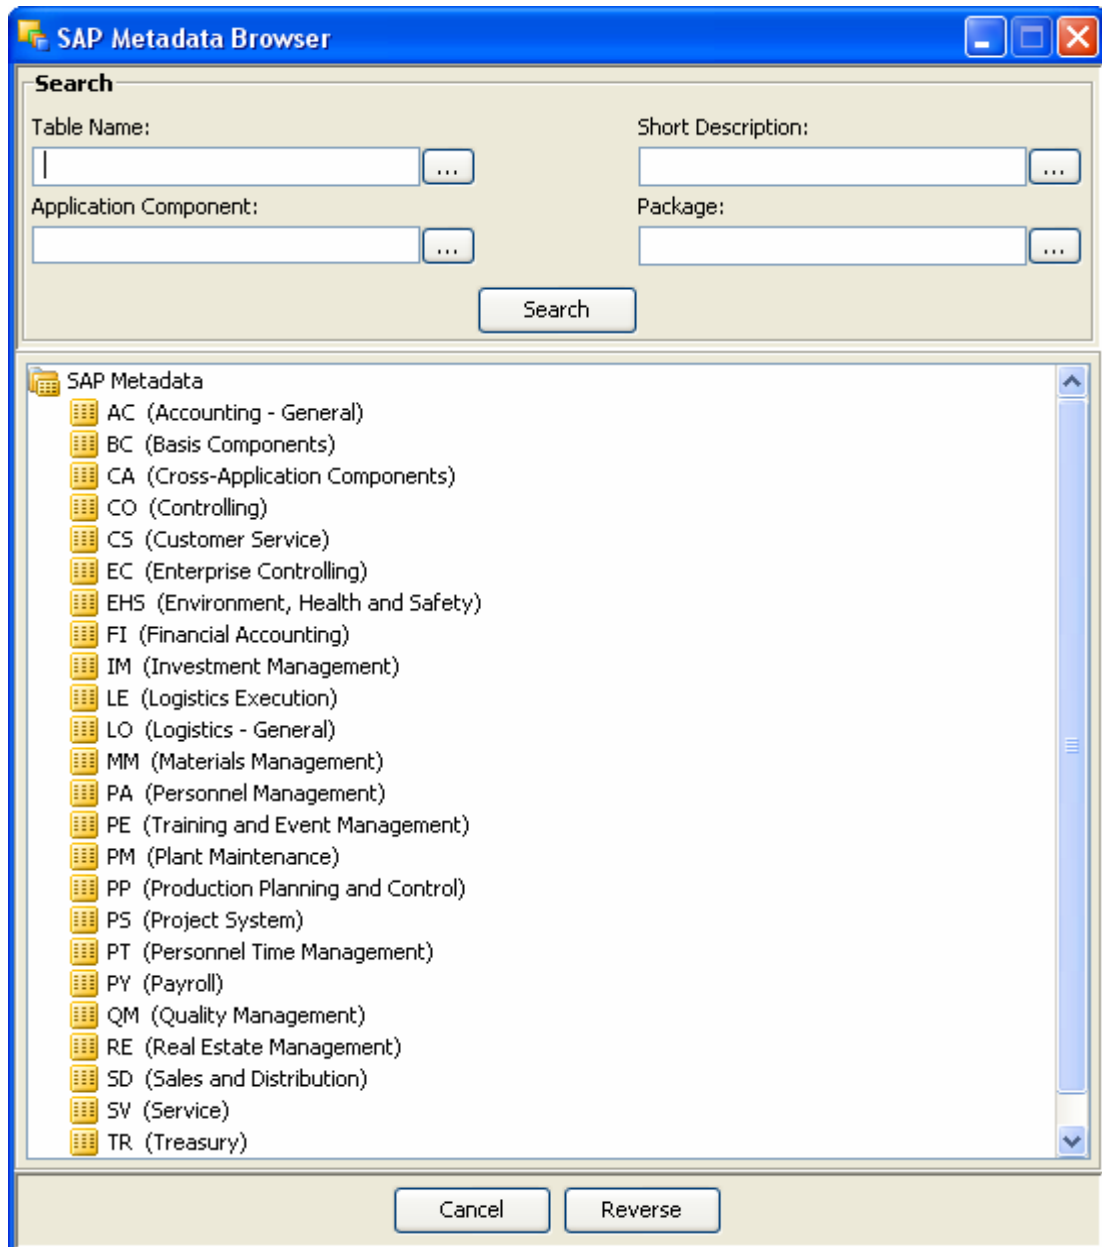 SAP Metadata Browser
Search
Table Name: Short Description:
... ...
Application Component: Package:
... ...
Search
SAP Metadata
AC (Accounting - General)
BC (Basis Components)
CA (Cross-Application Components)
CO (Controlling)
CS (Customer Service)
EC (Enterprise Controlling)
EHS (Environment, Health and Safety)
FI (Financial Accounting)
IM (Investment Management)
LE (Logistics Execution)
LO (Logistics - General)
MM (Materials Management)
PA (Personnel Management)
PE (Training and Event Management)
PM (Plant Maintenance)
PP (Production Planning and Control)
PS (Project System)
PT (Personnel Time Management)
PY (Payroll)
QM (Quality Management)
RE (Real Estate Management)
SD (Sales and Distribution)
SV (Service)
TR (Treasury)
Cancel Reverse